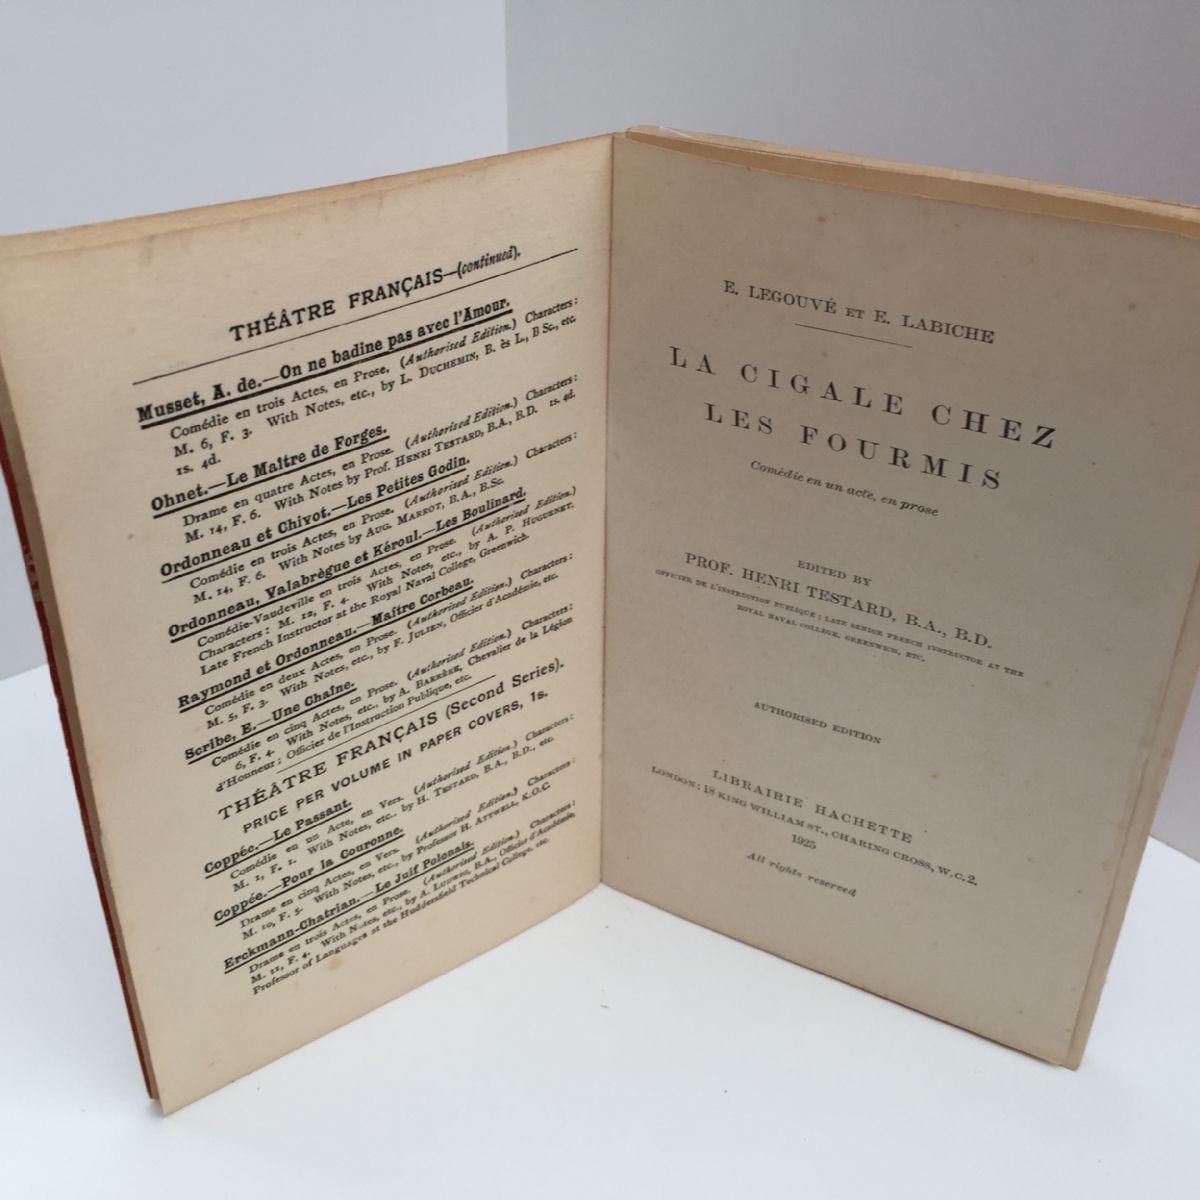 THÉÂTRE FRANÇAIS—(continued).
Musset, A. de.—On ne badine pas avec l'Amour.
Comédie en trois Actes, en Prose. (Authorised Edition.) Characters:
M. 6, F. 3. With Notes, etc., by L. DUCHEMIN, B. ès L., B Sc., etc.
1s. 4d.
Ohnet.—Le Maître de Forges.
Drame en quatre Actes, en Prose. (Authorised Edition.) Characters:
M. 14, F. 6. With Notes by Prof. HENRI TESTARD, B.A., B.D. 1s. 4d.
Ordonneau et Chivot.—Les Petites Godin.
Comédie en trois Actes, en Prose. (Authorised Edition.) Characters:
M. 14, F. 6. With Notes by AUG. MARROT, B.A., B.Sc.
Ordonneau, Valabrègue et Kéroul.—Les Boulinard.
Comédie-Vaudeville en trois Actes, en Prose. (Authorised Edition.)
Characters: M. 12, F. 4. With Notes, etc., by A. P. HUGUENET,
Late French Instructor at the Royal Naval College, Greenwich.
Raymond et Ordonneau.—Maître Corbeau.
Comédie en deux Actes, en Prose. (Authorised Edition.) Characters:
M. 5, F. 3. With Notes, etc., by F. JULIEN, Officier d'Académie, etc.
Scribe, E.—Une Chaîne.
Comédie en cinq Actes, en Prose. (Authorised Edition.) Characters:
6, F. 4. With Notes, etc., by A. BARRÈRE, Chevalier de la Légion
d'Honneur; Officier de l'Instruction Publique, etc.
THÉÂTRE FRANÇAIS (Second Series).
PRICE PER VOLUME IN PAPER COVERS, 1s.
Coppée.—Le Passant.
Comédie en un Acte, en Vers. (Authorised Edition.) Characters:
M. 1, F. 1. With Notes, etc., by H. TESTARD, B.A., B.D., etc.
Coppée.—Pour la Couronne.
Drame en cinq Actes, en Vers. (Authorised Edition.) Characters:
M. 10, F. 5. With Notes, etc., by Professor H. ATTWELL, K.O.C.
Erckmann-Chatrian.—Le Juif Polonais.
Drame en trois Actes, en Prose. (Authorised Edition.) Characters:
M. 11, F. 4. With Notes, etc., by A. LUDWIG, B.A., Officier d'Académie,
Professor of Languages at the Huddersfield Technical College, etc.
E. LEGOUVÉ ET E. LABICHE
LA CIGALE CHEZ
LES FOURMIS
Comédie en un acte, en prose
EDITED BY
PROF. HENRI TESTARD, B.A., B.D.
OFFICIER DE L'INSTRUCTION PUBLIQUE; LATE SENIOR FRENCH INSTRUCTOR AT THE
ROYAL NAVAL COLLEGE, GREENWICH, ETC.
AUTHORISED EDITION
LIBRAIRIE HACHETTE
LONDON: 18 KING WILLIAM ST., CHARING CROSS, W.C.2.
1925
All rights reserved